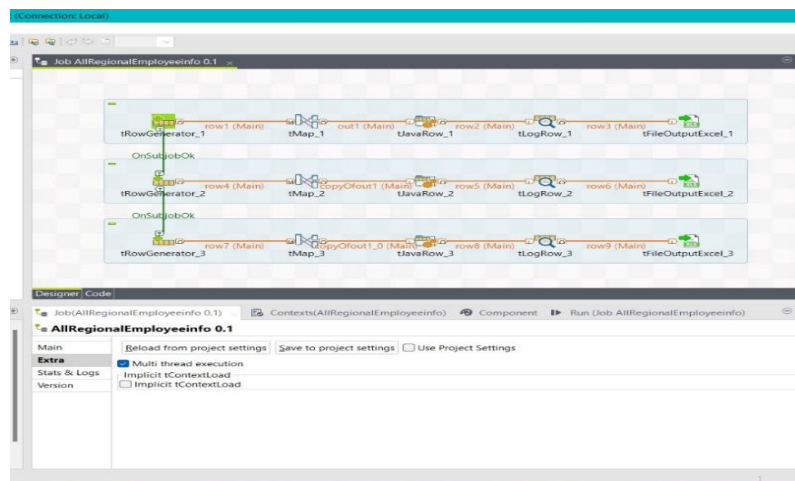 (Connection: Local)
Job AllRegionalEmployeeinfo 0.1
row1 (Main) out1 (Main) row2 (Main) row3 (Main)
tRowGenerator_1 tMap_1 tJavaRow_1 tLogRow_1 tFileOutputExcel_1
OnSubjobOk
row4 (Main) copyOfout1 (Main) row5 (Main) row6 (Main)
tRowGenerator_2 tMap_2 tJavaRow_2 tLogRow_2 tFileOutputExcel_2
OnSubjobOk
row7 (Main) copyOfout1_0 (Main) row8 (Main) row9 (Main)
tRowGenerator_3 tMap_3 tJavaRow_3 tLogRow_3 tFileOutputExcel_3
Designer Code
Job(AllRegionalEmployeeinfo 0.1) Contexts(AllRegionalEmployeeinfo) Component Run (Job AllRegionalEmployeeinfo)
AllRegionalEmployeeinfo 0.1
Main Reload from project settings Save to project settings Use Project Settings
Extra Multi thread execution
Stats & Logs Implicit tContextLoad
Version Implicit tContextLoad